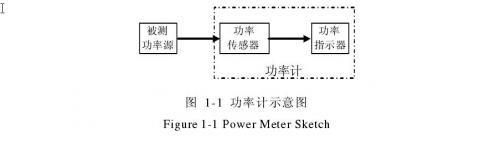 被测
功率源
功率
传感器
功率
指示器
功率计
图 1-1 功率计示意图
Figure 1-1 Power Meter Sketch